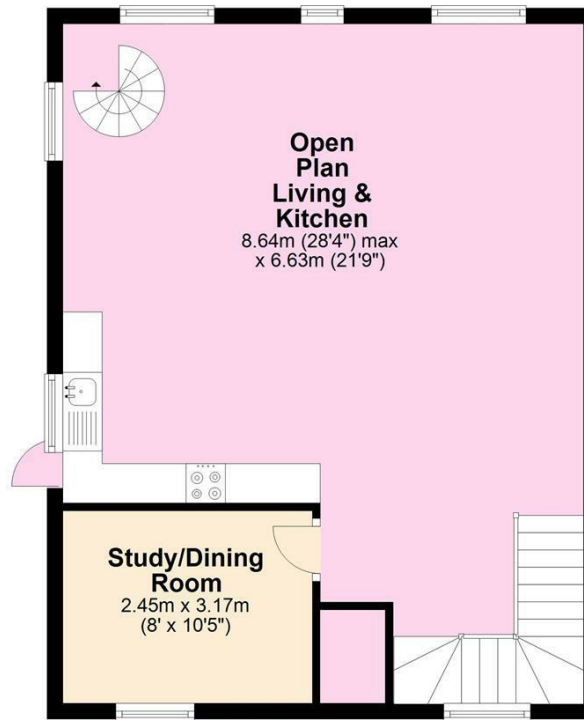 Open
Plan
Living &
Kitchen
8.64m (28'4") max
x 6.63m (21'9")
Study/Dining
Room
2.45m x 3.17m
(8' x 10'5")